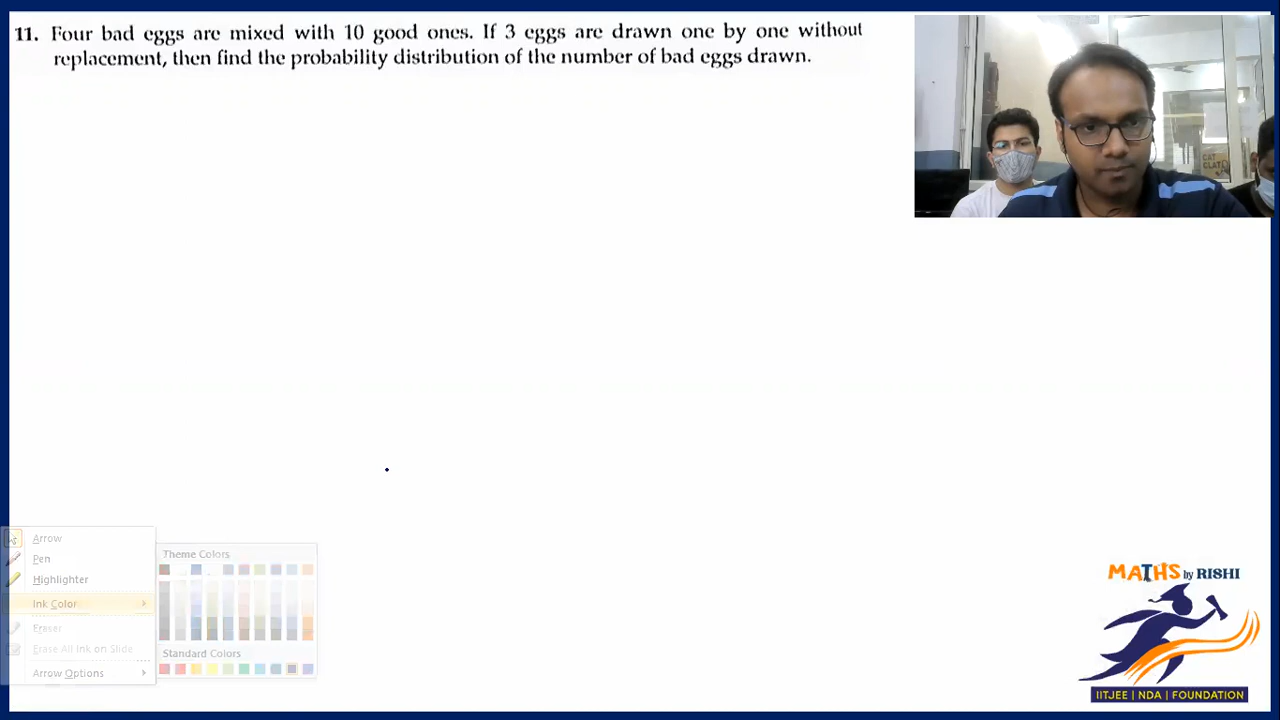 11. Four bad eggs are mixed with 10 good ones. If 3 eggs are drawn one by one without
replacement, then find the probability distribution of the number of bad eggs drawn.
CAT
CLAT
Arrow
Pen
Highlighter
Ink Color
Eraser
Erase All Ink on Slide
Arrow Options
Theme Colors
Standard Colors
MATHS by RISHI
IITJEE | NDA | FOUNDATION